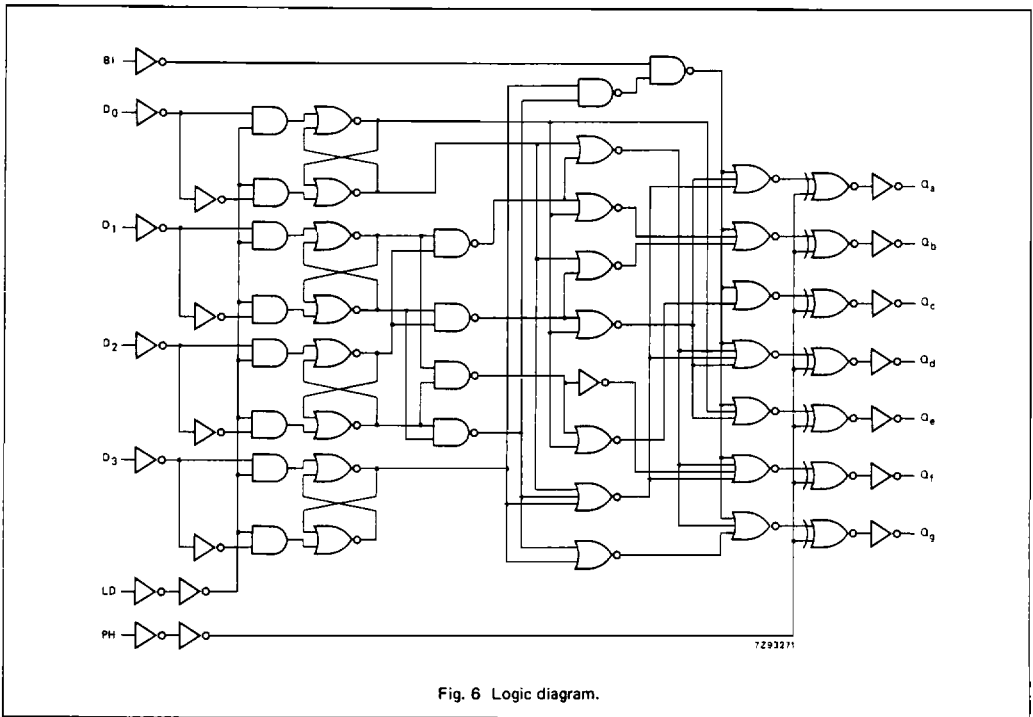 BI
D0
D1
D2
D3
LD
PH
Qa
Qb
Qc
Qd
Qe
Qf
Qg
7Z93271
Fig. 6 Logic diagram.